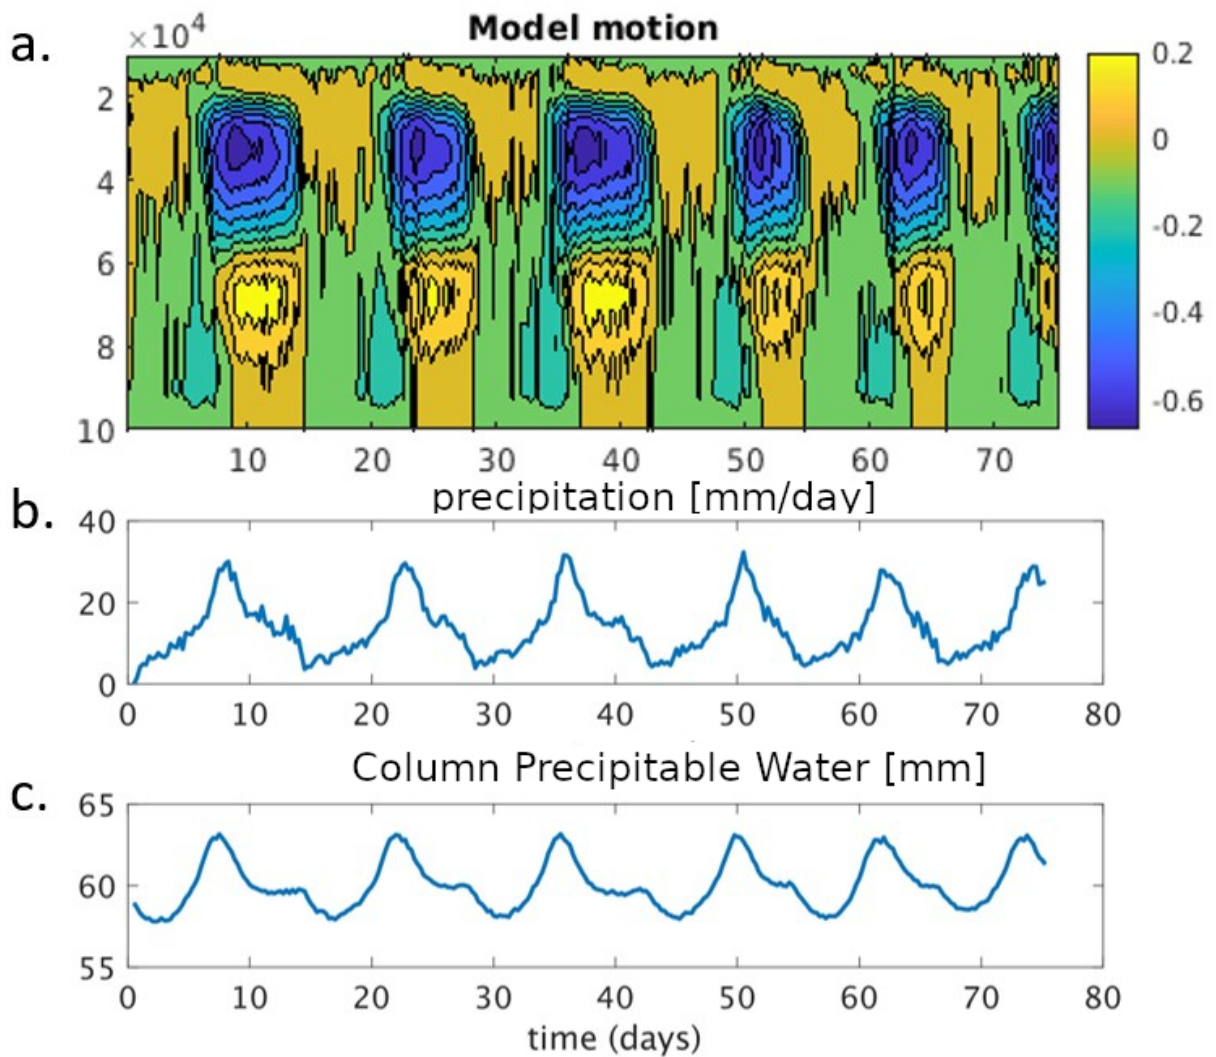 a.
×10⁴
Model motion
2
4
6
8
10
10 20 30 40 50 60 70
0.2
0
-0.2
-0.4
-0.6
precipitation [mm/day]
b.
40
20
0
0 10 20 30 40 50 60 70 80
Column Precipitable Water [mm]
c.
65
60
55
0 10 20 30 40 50 60 70 80
time (days)